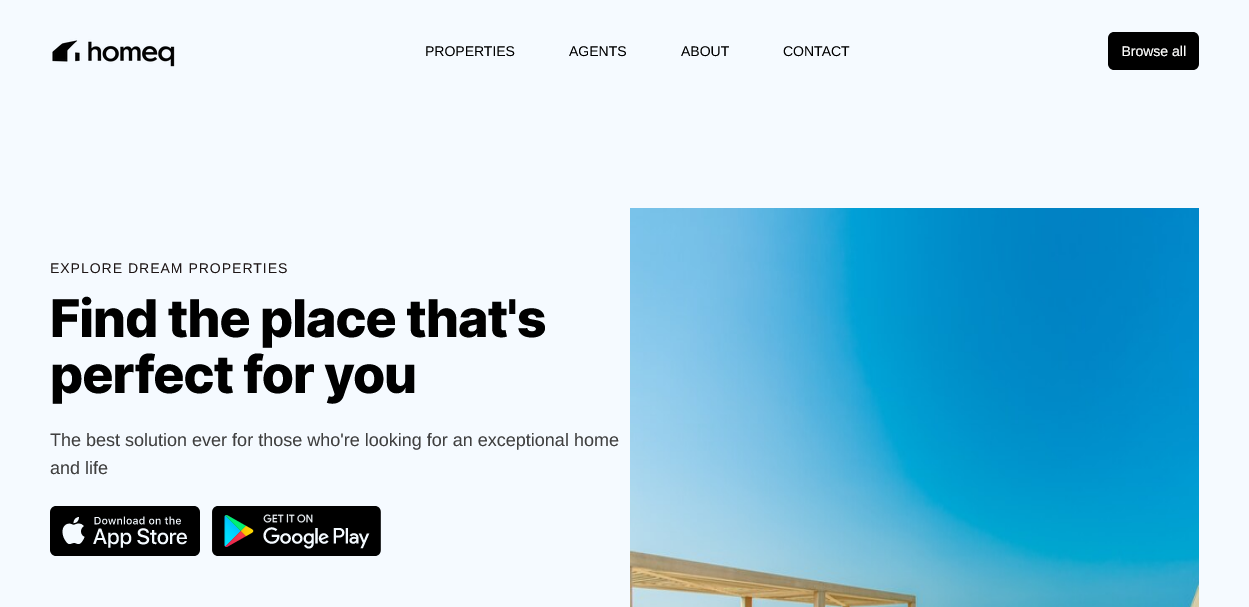 homeq
PROPERTIES
AGENTS
ABOUT
CONTACT
Browse all
EXPLORE DREAM PROPERTIES
Find the place that's
perfect for you
The best solution ever for those who're looking for an exceptional home
and life
Download on the
App Store
GET IT ON
Google Play